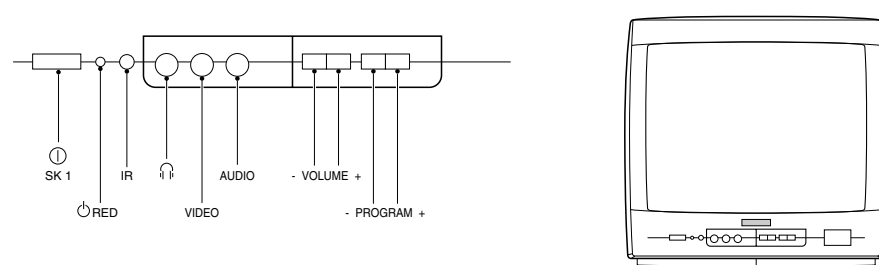 SK 1 IR AUDIO - VOLUME +
RED VIDEO - PROGRAM +